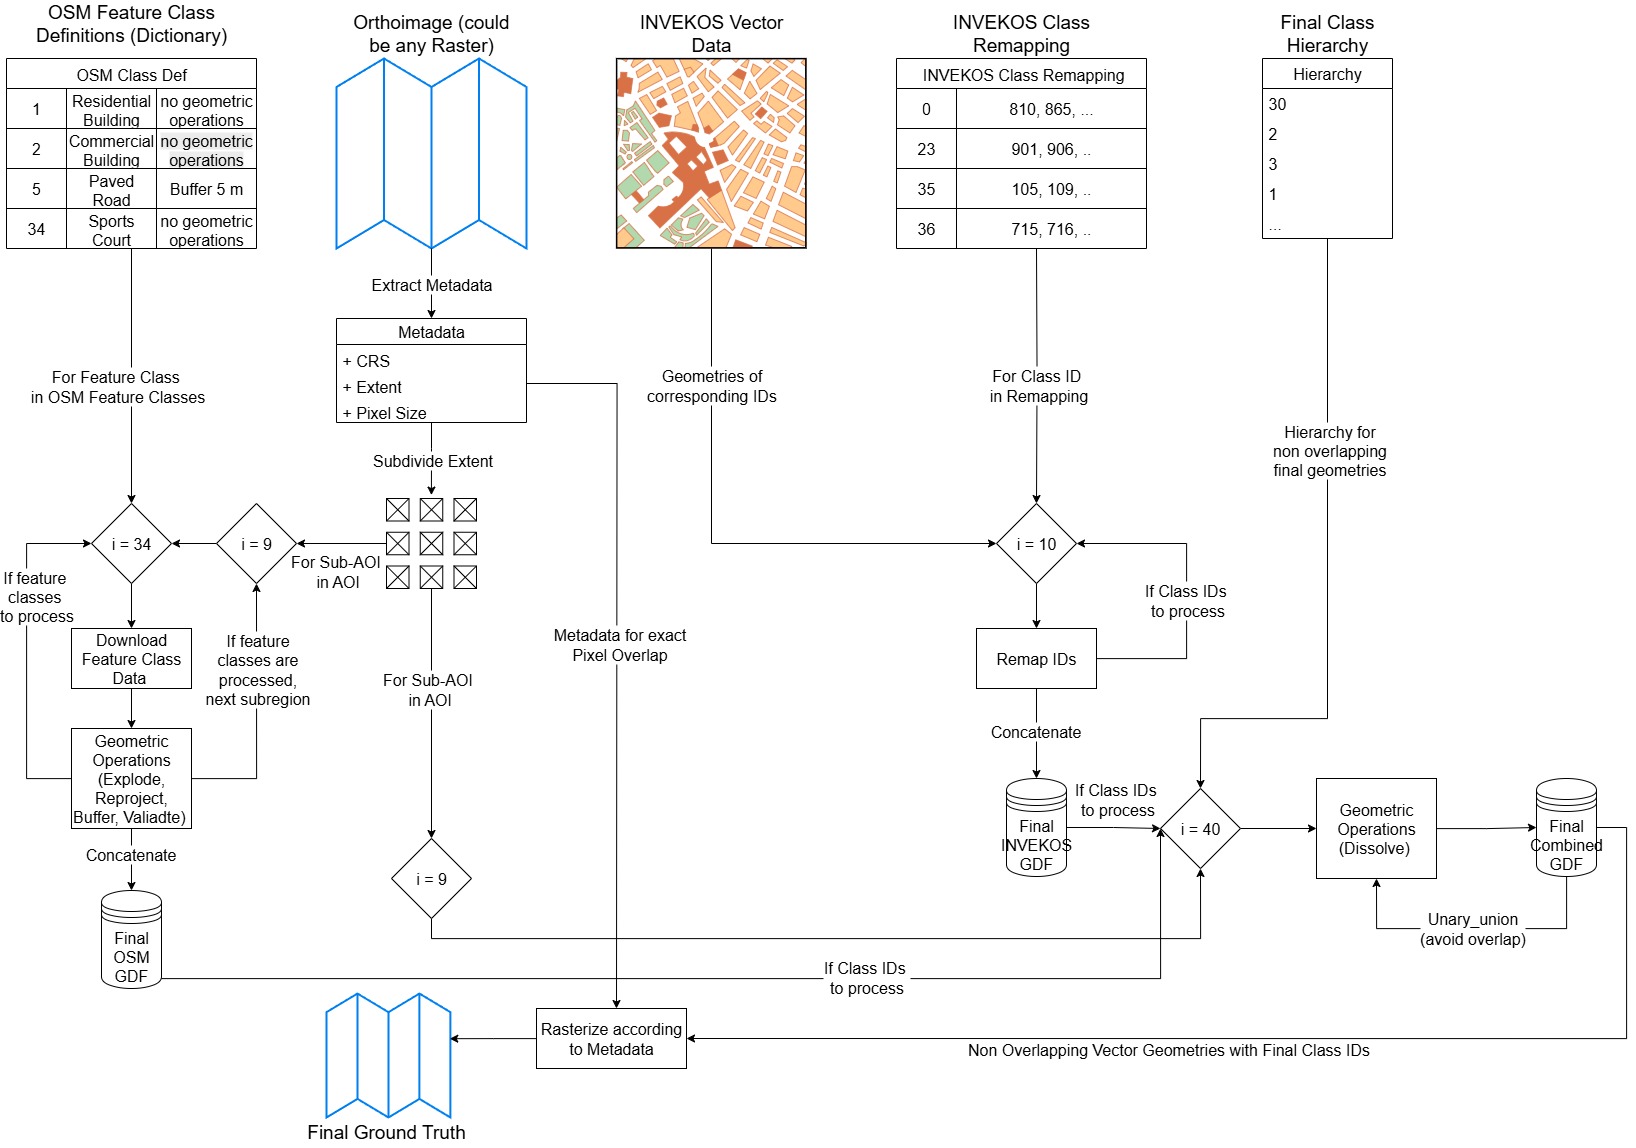 OSM Feature Class
Definitions (Dictionary)
Orthoimage (could
be any Raster)
INVEKOS Vector
Data
INVEKOS Class
Remapping
Final Class
Hierarchy
OSM Class Def
1
Residential
Building
no geometric
operations
2
Commercial
Building
no geometric
operations
5
Paved
Road
Buffer 5 m
34
Sports
Court
no geometric
operations
INVEKOS Class Remapping
0
810, 865, ...
23
901, 906, ..
35
105, 109, ..
36
715, 716, ..
Hierarchy
30
2
3
1
...
Extract Metadata
Metadata
+ CRS
+ Extent
+ Pixel Size
For Feature Class
in OSM Feature Classes
Geometries of
corresponding IDs
For Class ID
in Remapping
Hierarchy for
non overlapping
final geometries
Subdivide Extent
i = 34
i = 9
For Sub-AOI
in AOI
i = 10
If feature
classes
to process
If Class IDs
to process
Download
Feature Class
Data
If feature
classes are
processed,
next subregion
Metadata for exact
Pixel Overlap
Remap IDs
For Sub-AOI
in AOI
Concatenate
Geometric
Operations
(Explode,
Reproject,
Buffer, Valiadte)
Final
INVEKOS
GDF
If Class IDs
to process
i = 40
Geometric
Operations
(Dissolve)
Final
Combined
GDF
Concatenate
i = 9
Unary_union
(avoid overlap)
Final
OSM
GDF
If Class IDs
to process
Rasterize according
to Metadata
Non Overlapping Vector Geometries with Final Class IDs
Final Ground Truth